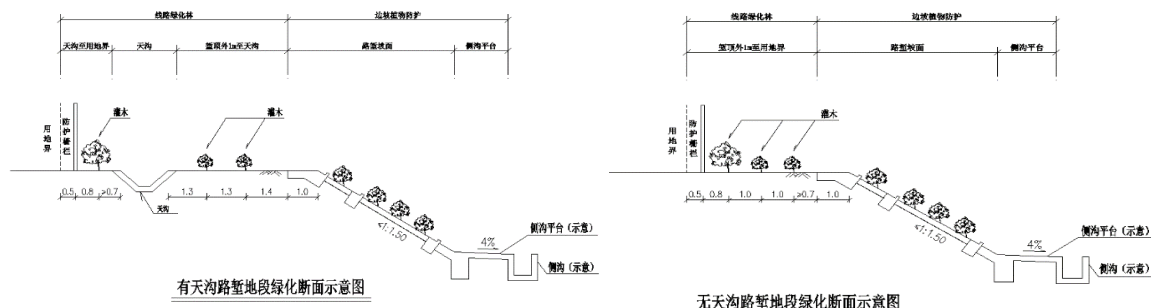 线路绿化林
边坡植物防护
天沟至用地界
天沟
堑顶外1m至天沟
路堑坡面
侧沟平台
灌木
灌木
用地界
防护栅栏
0.5
0.8
>0.7
1.3
1.3
1.4
1.0
天沟
<1:1.50
4%
侧沟平台（示意）
侧沟（示意）
有天沟路堑地段绿化断面示意图
线路绿化林
边坡植物防护
堑顶外1m至用地界
路堑坡面
侧沟平台
灌木
用地界
防护栅栏
0.5
0.8
1.0
1.0
>0.7
1.0
<1:1.50
4%
侧沟平台（示意）
侧沟（示意）
无天沟路堑地段绿化断面示意图